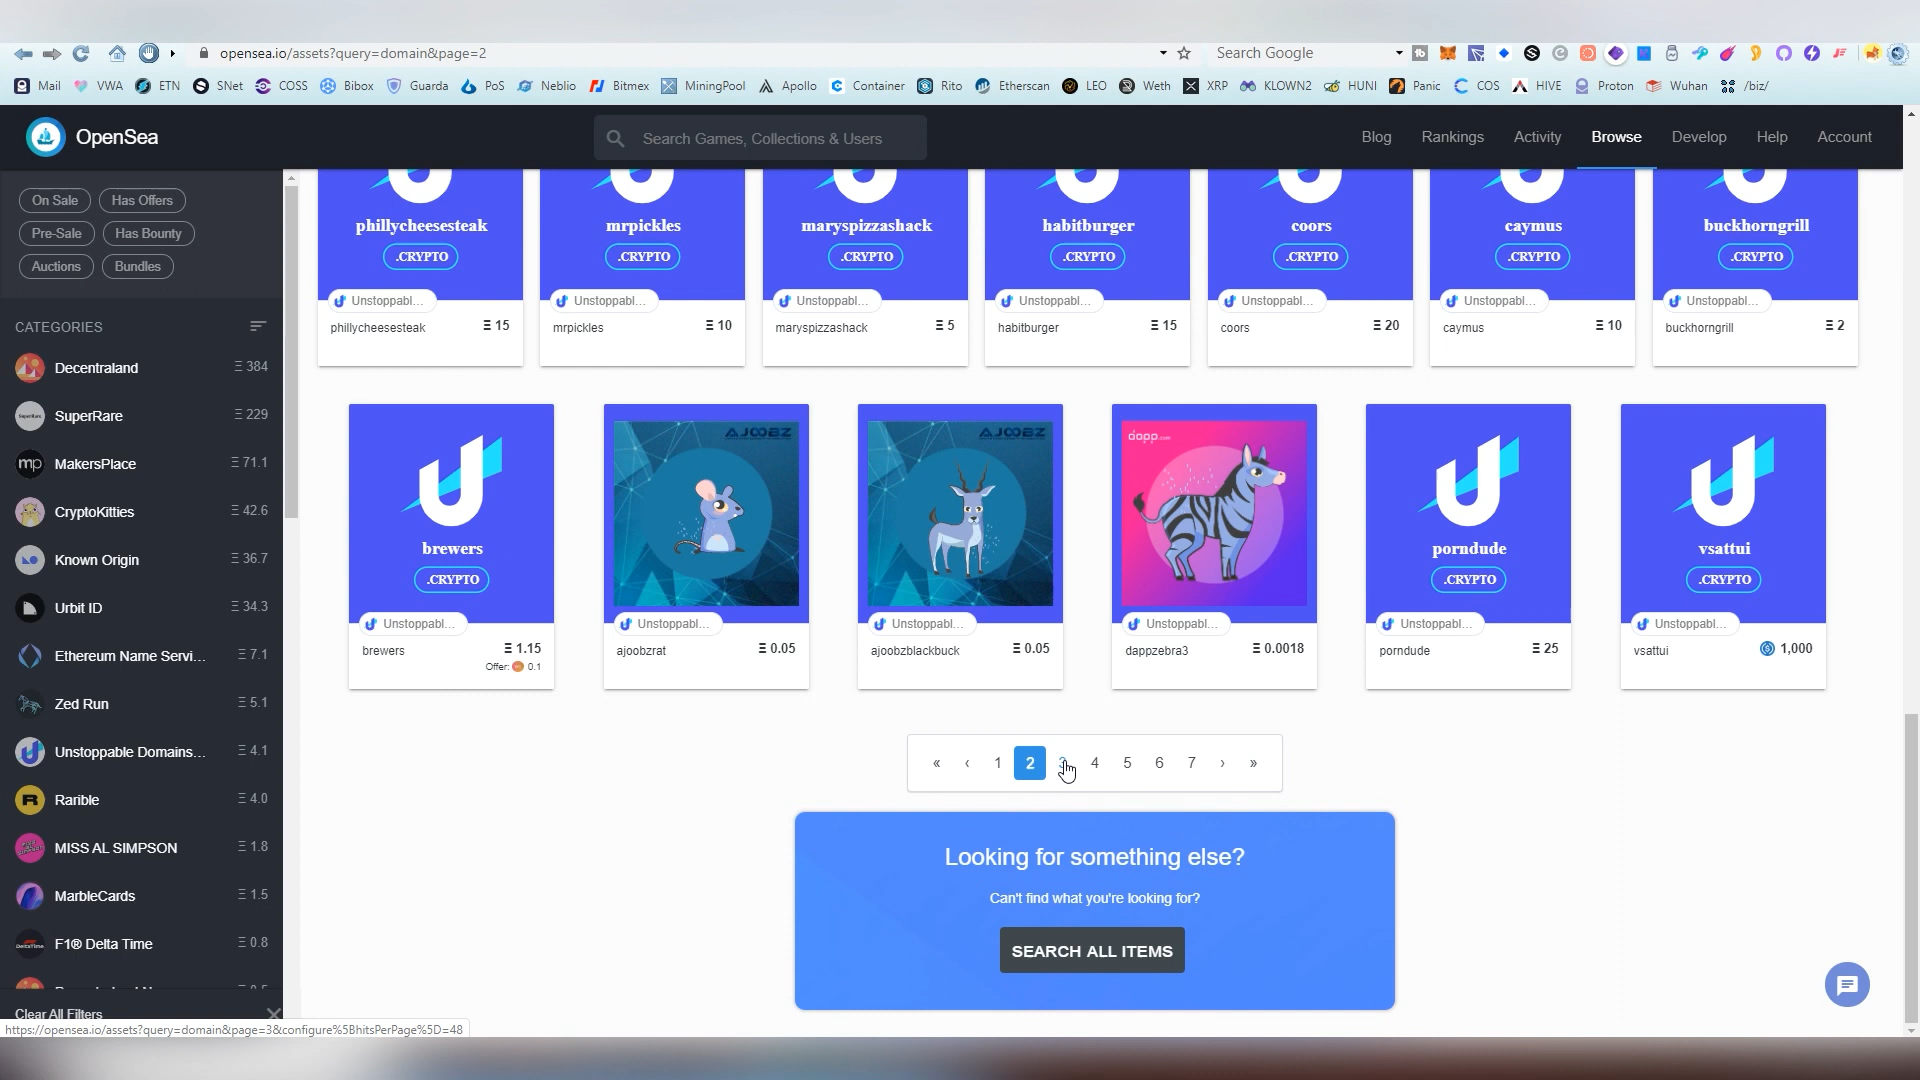 opensea.io/assets?query=domain&page=2
Search Google
Mail VWA ETN SNet COSS Bibox Guarda PoS Neblio Bitmex MiningPool Apollo Container Rito Etherscan LEO Weth XRP KLOWN2 HUNI Panic COS HIVE Proton Wuhan /biz/
OpenSea
Search Games, Collections & Users
Blog Rankings Activity Browse Develop Help Account
On Sale Has Offers
Pre-Sale Has Bounty
Auctions Bundles
CATEGORIES
Decentraland Ξ 384
SuperRare Ξ 229
mp MakersPlace Ξ 71.1
CryptoKitties Ξ 42.6
Known Origin Ξ 36.7
Urbit ID Ξ 34.3
Ethereum Name Servi... Ξ 7.1
Zed Run Ξ 5.1
Unstoppable Domains... Ξ 4.1
R Rarible Ξ 4.0
MISS AL SIMPSON Ξ 1.8
MarbleCards Ξ 1.5
F1® Delta Time Ξ 0.8
Clear All Filters
https://opensea.io/assets?query=domain&page=3&configure%5BhitsPerPage%5D=48
phillycheesesteak mrpickles maryspizzashack habitburger coors caymus buckhorngrill
.CRYPTO .CRYPTO .CRYPTO .CRYPTO .CRYPTO .CRYPTO .CRYPTO
Unstoppabl... Unstoppabl... Unstoppabl... Unstoppabl... Unstoppabl... Unstoppabl... Unstoppabl...
phillycheesesteak Ξ 15 mrpickles Ξ 10 maryspizzashack Ξ 5 habitburger Ξ 15 coors Ξ 20 caymus Ξ 10 buckhorngrill Ξ 2
AJOOBZ AJOOBZ dapp.com
brewers porndude vsattui
.CRYPTO .CRYPTO .CRYPTO
Unstoppabl... Unstoppabl... Unstoppabl... Unstoppabl... Unstoppabl... Unstoppabl...
brewers Ξ 1.15 ajoobzrat Ξ 0.05 ajoobzblackbuck Ξ 0.05 dappzebra3 Ξ 0.0018 porndude Ξ 25 vsattui 1,000
Offer: 0.1
« ‹ 1 2 3 4 5 6 7 › »
Looking for something else?
Can't find what you're looking for?
SEARCH ALL ITEMS